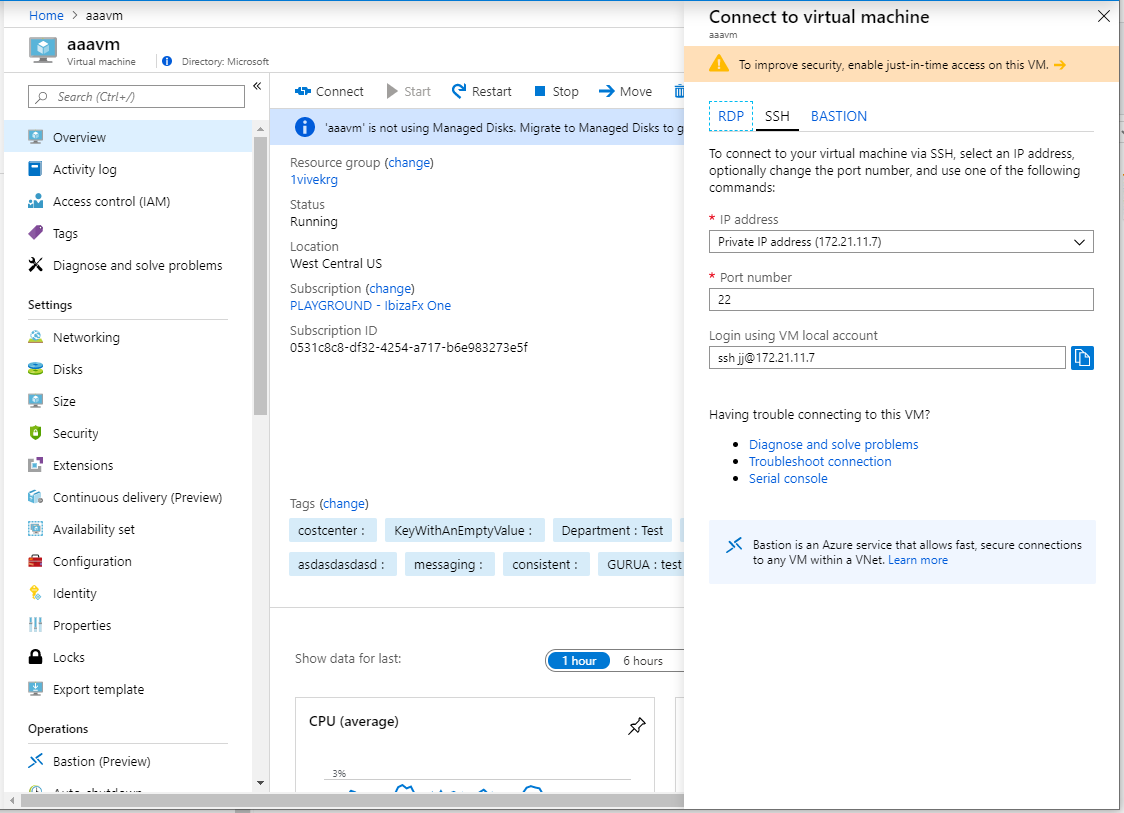 Home > aaavm
aaavm
Virtual machine
Directory: Microsoft
Search (Ctrl+/)
«
Overview
Activity log
Access control (IAM)
Tags
Diagnose and solve problems
Settings
Networking
Disks
Size
Security
Extensions
Continuous delivery (Preview)
Availability set
Configuration
Identity
Properties
Locks
Export template
Operations
Bastion (Preview)
Auto-shutdown
Connect Start Restart Stop Move
'aaavm' is not using Managed Disks. Migrate to Managed Disks to g
Resource group (change)
1vivekrg
Status
Running
Location
West Central US
Subscription (change)
PLAYGROUND - IbizaFx One
Subscription ID
0531c8c8-df32-4254-a717-b6e983273e5f
Tags (change)
costcenter : KeyWithAnEmptyValue : Department : Test
asdasdasdasd : messaging : consistent : GURUA : test
Show data for last:
1 hour 6 hours
CPU (average)
3%
Connect to virtual machine
aaavm
To improve security, enable just-in-time access on this VM. →
RDP SSH BASTION
To connect to your virtual machine via SSH, select an IP address,
optionally change the port number, and use one of the following
commands:
* IP address
Private IP address (172.21.11.7)
* Port number
22
Login using VM local account
ssh jj@172.21.11.7
Having trouble connecting to this VM?
• Diagnose and solve problems
• Troubleshoot connection
• Serial console
Bastion is an Azure service that allows fast, secure connections
to any VM within a VNet. Learn more